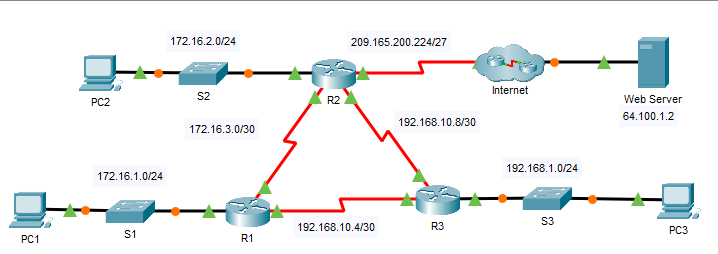 172.16.2.0/24
209.165.200.224/27
PC2
S2
R2
Internet
Web Server
64.100.1.2
172.16.3.0/30
192.168.10.8/30
172.16.1.0/24
192.168.1.0/24
PC1
S1
R1
192.168.10.4/30
R3
S3
PC3